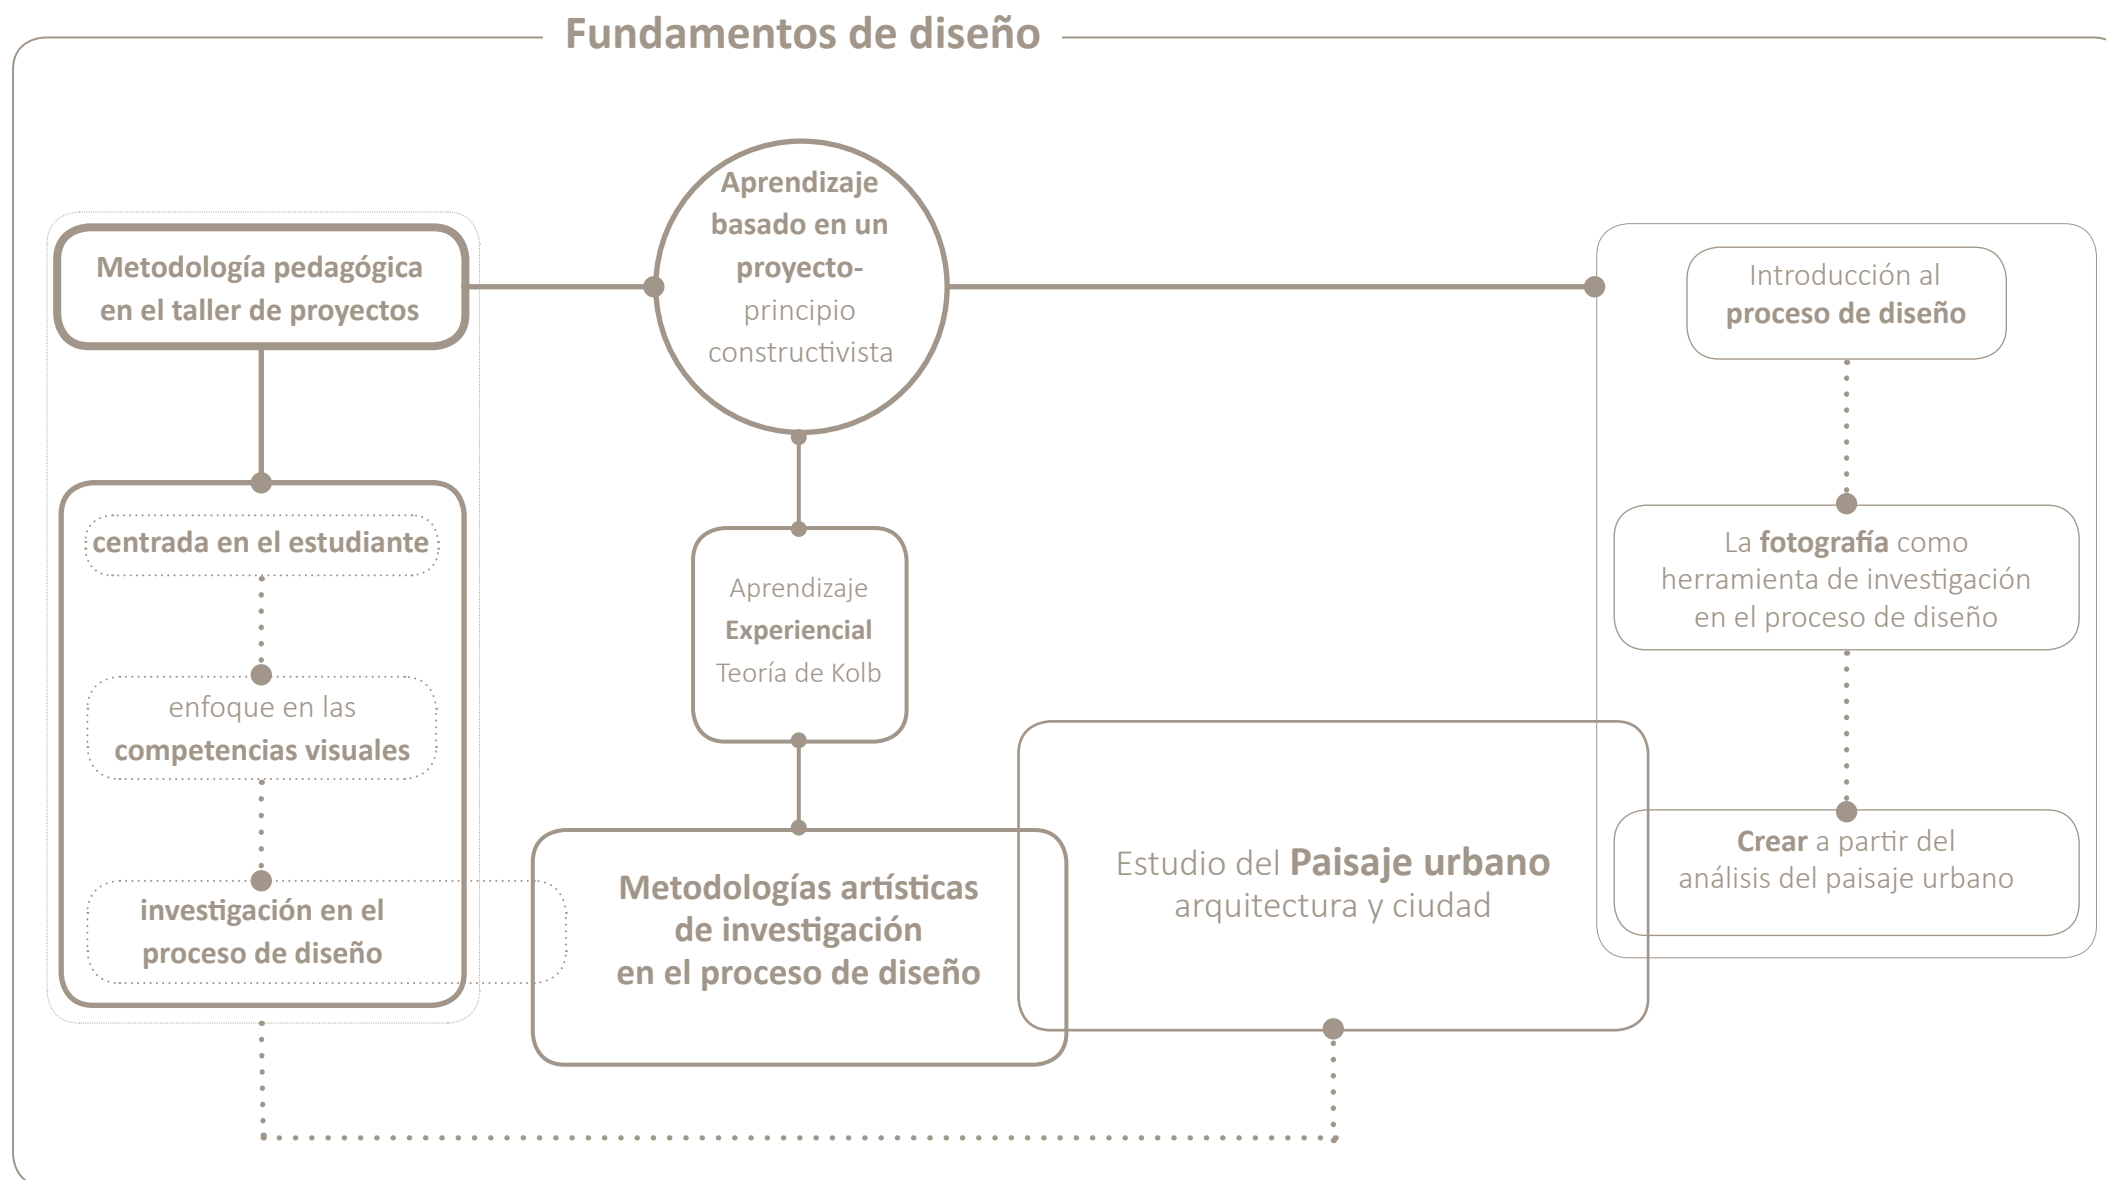 Fundamentos de diseño
Metodología pedagógica
en el taller de proyectos
centrada en el estudiante
enfoque en las
competencias visuales
investigación en el
proceso de diseño
Aprendizaje
basado en un
proyecto-
principio
constructivista
Aprendizaje
Experiencial
Teoría de Kolb
Metodologías artísticas
de investigación
en el proceso de diseño
Estudio del Paisaje urbano
arquitectura y ciudad
Introducción al
proceso de diseño
La fotografía como
herramienta de investigación
en el proceso de diseño
Crear a partir del
análisis del paisaje urbano